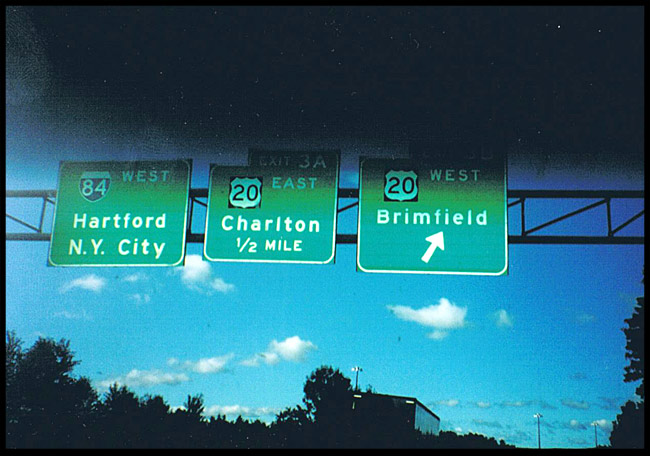 84 WEST
Hartford
N.Y. City
EXIT 3A
20 EAST
Charlton
1/2 MILE
20 WEST
Brimfield